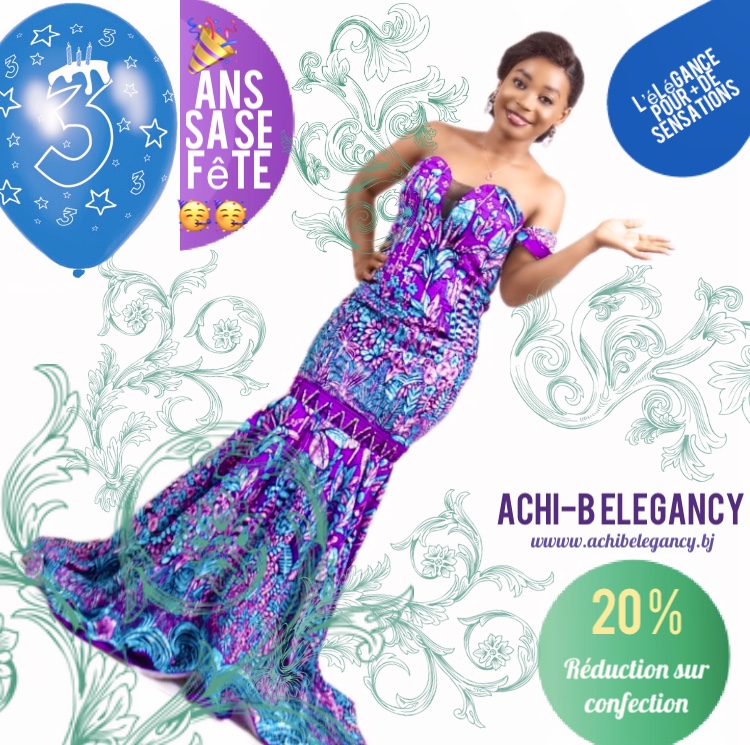 3
ANS
SA SE
FêTE
L'éLéGANCE
POUR + DE
SENSATIONS
ACHI-B ELEGANCY
www.achibelegancy.bj
20%
Réduction sur
confection